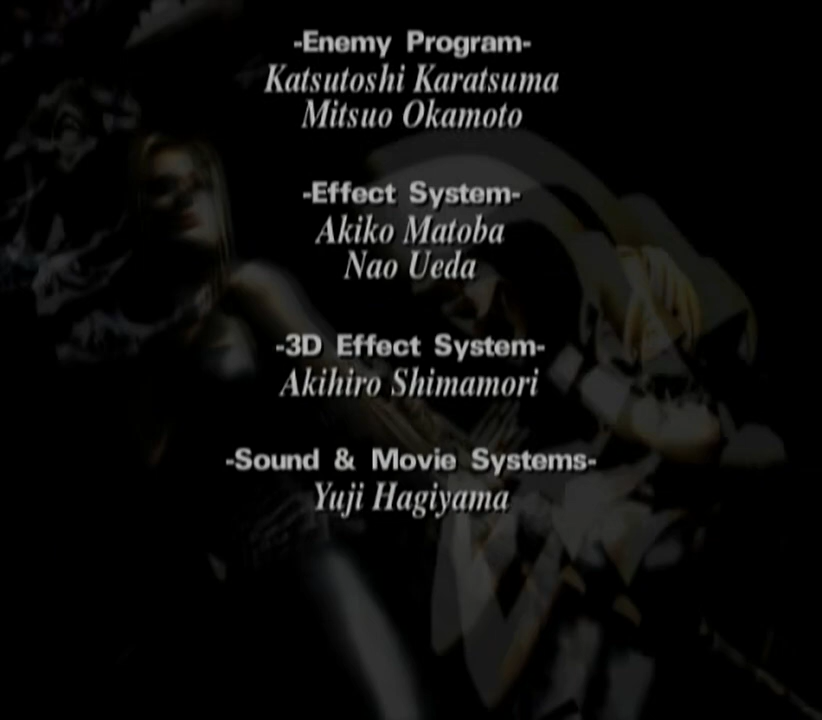 -Enemy Program-
Katsutoshi Karatsuma
Mitsuo Okamoto
-Effect System-
Akiko Matoba
Nao Ueda
-3D Effect System-
Akihiro Shimamori
-Sound & Movie Systems-
Yuji Hagiyama